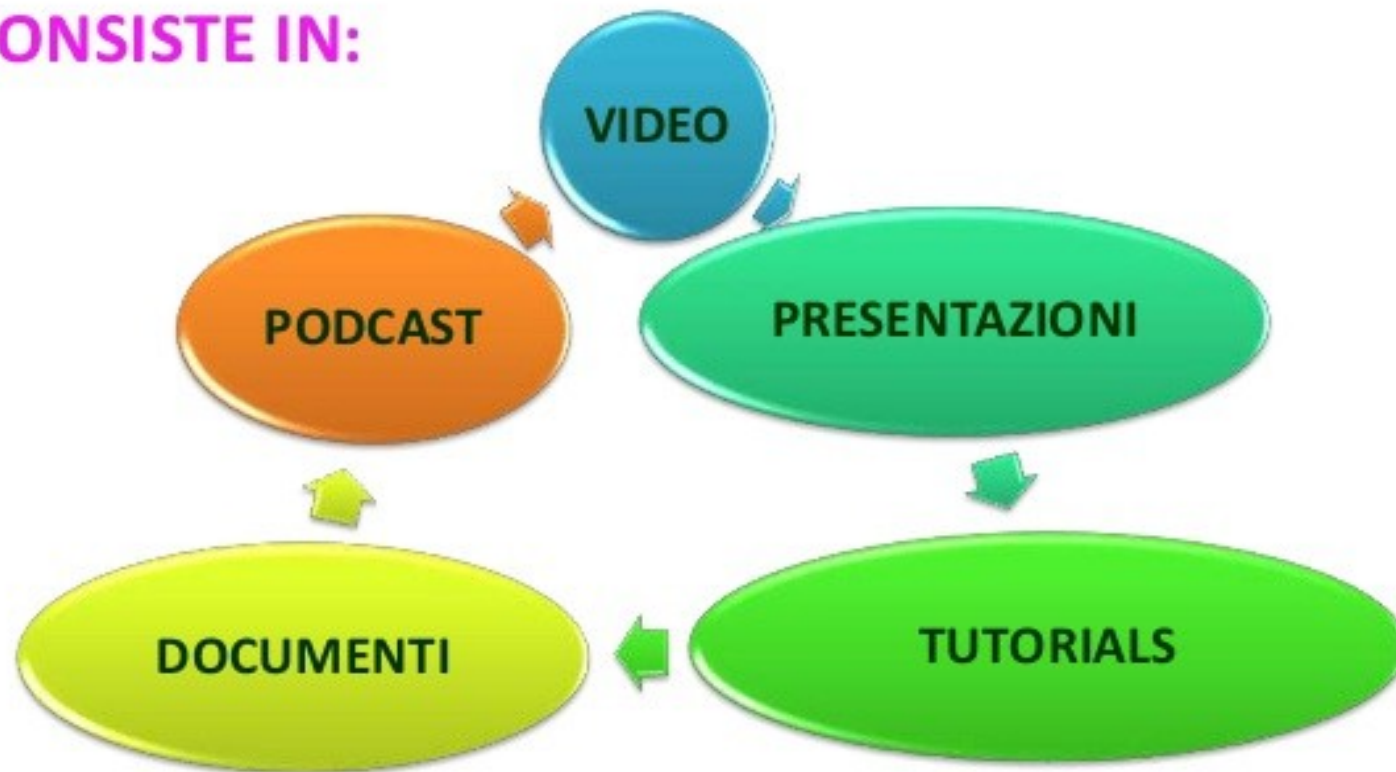 ONSISTE IN:
VIDEO
PRESENTAZIONI
TUTORIALS
DOCUMENTI
PODCAST